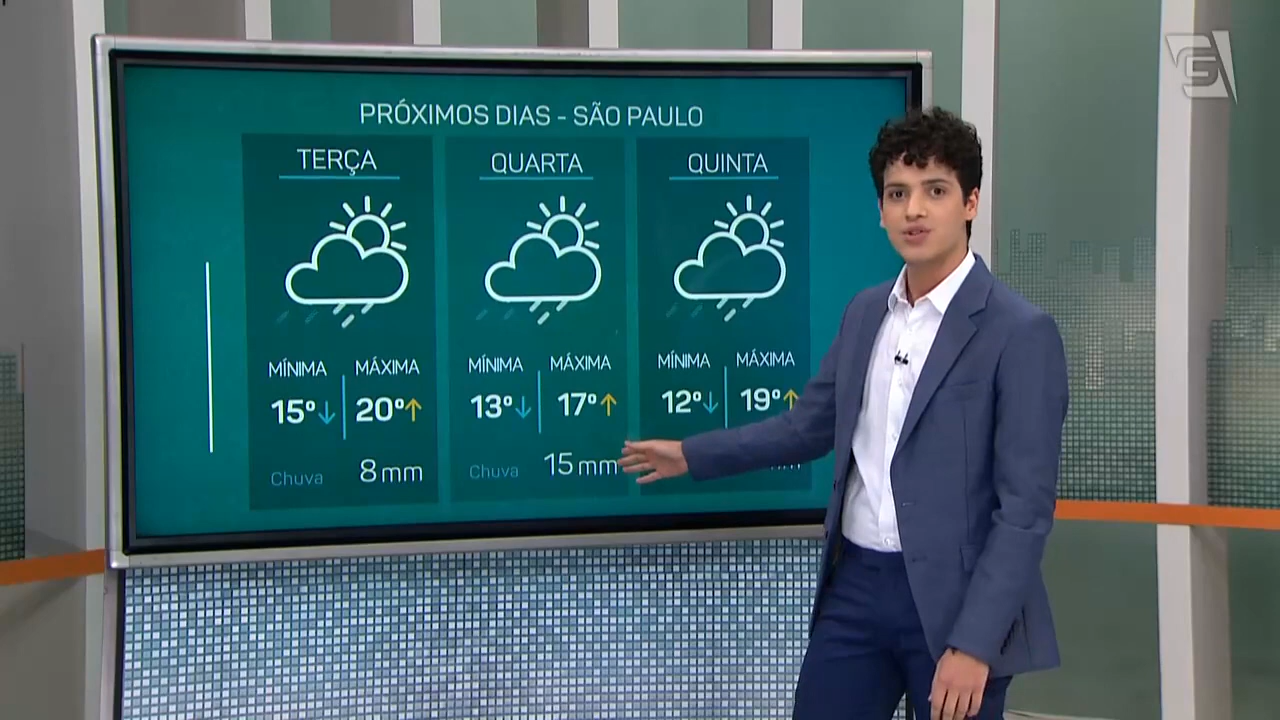 PRÓXIMOS DIAS - SÃO PAULO
TERÇA
MÍNIMA MÁXIMA
15° 20°
Chuva 8 mm
QUARTA
MÍNIMA MÁXIMA
13° 17°
Chuva 15 mm
QUINTA
MÍNIMA MÁXIMA
12° 19°
G